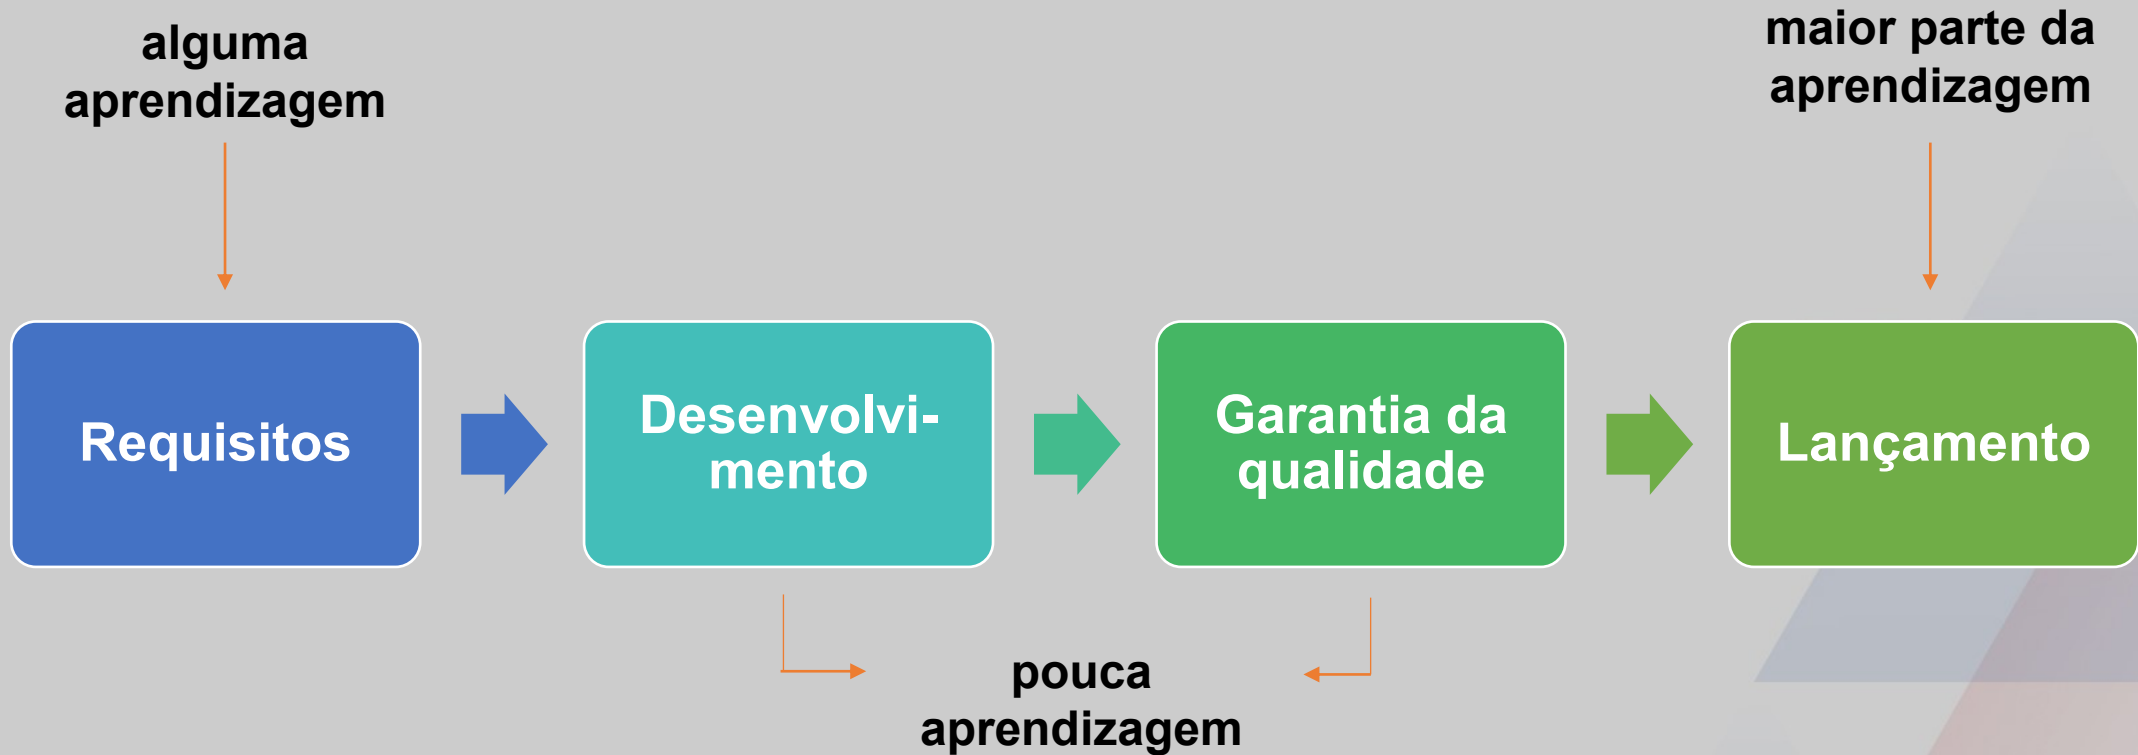 alguma
aprendizagem
maior parte da
aprendizagem
Requisitos
Desenvolvi-
mento
Garantia da
qualidade
Lançamento
pouca
aprendizagem